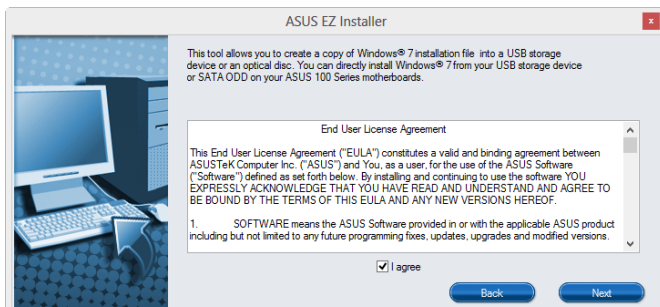 ASUS EZ Installer
x
This tool allows you to create a copy of Windows® 7 installation file into a USB storage
device or an optical disc. You can directly install Windows® 7 from your USB storage device
or SATA ODD on your ASUS 100 Series motherboards.
End User License Agreement
This End User License Agreement ("EULA") constitutes a valid and binding agreement between
ASUSTeK Computer Inc. ("ASUS") and You, as a user, for the use of the ASUS Software
("Software") defined as set forth below. By installing and continuing to use the software YOU
EXPRESSLY ACKNOWLEDGE THAT YOU HAVE READ AND UNDERSTAND AND AGREE TO
BE BOUND BY THE TERMS OF THIS EULA AND ANY NEW VERSIONS HEREOF.
1. SOFTWARE means the ASUS Software provided in or with the applicable ASUS product
including but not limited to any future programming fixes, updates, upgrades and modified versions.
I agree
Back Next